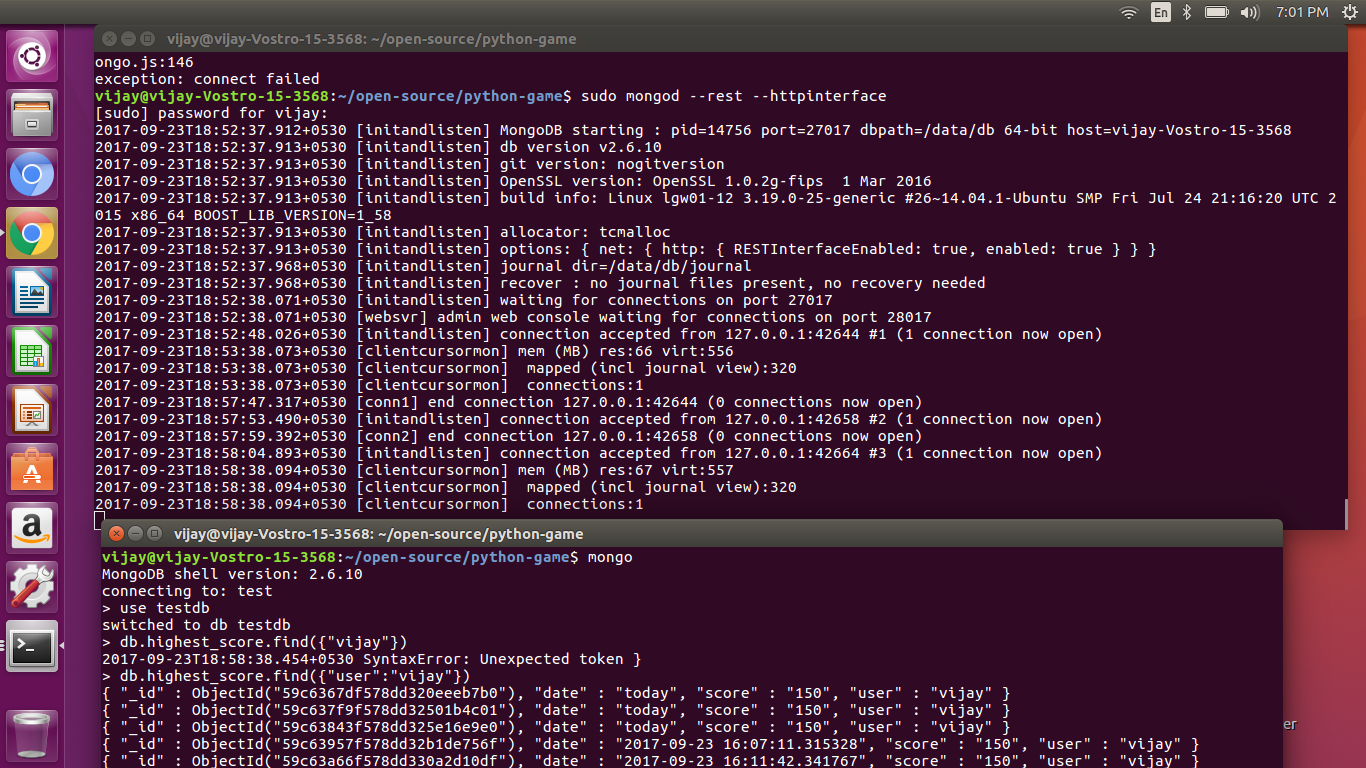 En
7:01 PM
vijay@vijay-Vostro-15-3568: ~/open-source/python-game
ongo.js:146
exception: connect failed
vijay@vijay-Vostro-15-3568:~/open-source/python-game$ sudo mongod --rest --httpinterface
[sudo] password for vijay:
2017-09-23T18:52:37.912+0530 [initandlisten] MongoDB starting : pid=14756 port=27017 dbpath=/data/db 64-bit host=vijay-Vostro-15-3568
2017-09-23T18:52:37.913+0530 [initandlisten] db version v2.6.10
2017-09-23T18:52:37.913+0530 [initandlisten] git version: nogitversion
2017-09-23T18:52:37.913+0530 [initandlisten] OpenSSL version: OpenSSL 1.0.2g-fips  1 Mar 2016
2017-09-23T18:52:37.913+0530 [initandlisten] build info: Linux lgw01-12 3.19.0-25-generic #26~14.04.1-Ubuntu SMP Fri Jul 24 21:16:20 UTC 2
015 x86_64 BOOST_LIB_VERSION=1_58
2017-09-23T18:52:37.913+0530 [initandlisten] allocator: tcmalloc
2017-09-23T18:52:37.913+0530 [initandlisten] options: { net: { http: { RESTInterfaceEnabled: true, enabled: true } } }
2017-09-23T18:52:37.968+0530 [initandlisten] journal dir=/data/db/journal
2017-09-23T18:52:37.968+0530 [initandlisten] recover : no journal files present, no recovery needed
2017-09-23T18:52:38.071+0530 [initandlisten] waiting for connections on port 27017
2017-09-23T18:52:38.071+0530 [websvr] admin web console waiting for connections on port 28017
2017-09-23T18:52:48.026+0530 [initandlisten] connection accepted from 127.0.0.1:42644 #1 (1 connection now open)
2017-09-23T18:53:38.073+0530 [clientcursormon] mem (MB) res:66 virt:556
2017-09-23T18:53:38.073+0530 [clientcursormon]  mapped (incl journal view):320
2017-09-23T18:53:38.073+0530 [clientcursormon]  connections:1
2017-09-23T18:57:47.317+0530 [conn1] end connection 127.0.0.1:42644 (0 connections now open)
2017-09-23T18:57:53.490+0530 [initandlisten] connection accepted from 127.0.0.1:42658 #2 (1 connection now open)
2017-09-23T18:57:59.392+0530 [conn2] end connection 127.0.0.1:42658 (0 connections now open)
2017-09-23T18:58:04.893+0530 [initandlisten] connection accepted from 127.0.0.1:42664 #3 (1 connection now open)
2017-09-23T18:58:38.094+0530 [clientcursormon] mem (MB) res:67 virt:557
2017-09-23T18:58:38.094+0530 [clientcursormon]  mapped (incl journal view):320
2017-09-23T18:58:38.094+0530 [clientcursormon]  connections:1
vijay@vijay-Vostro-15-3568: ~/open-source/python-game
vijay@vijay-Vostro-15-3568:~/open-source/python-game$ mongo
MongoDB shell version: 2.6.10
connecting to: test
> use testdb
switched to db testdb
> db.highest_score.find({"vijay"})
2017-09-23T18:58:38.454+0530 SyntaxError: Unexpected token }
> db.highest_score.find({"user":"vijay"})
{ "_id" : ObjectId("59c6367df578dd320eeeb7b0"), "date" : "today", "score" : "150", "user" : "vijay" }
{ "_id" : ObjectId("59c637f9f578dd32501b4c01"), "date" : "today", "score" : "150", "user" : "vijay" }
{ "_id" : ObjectId("59c63843f578dd325e16e9e0"), "date" : "today", "score" : "150", "user" : "vijay" }
{ "_id" : ObjectId("59c63957f578dd32b1de756f"), "date" : "2017-09-23 16:07:11.315328", "score" : "150", "user" : "vijay" }
{ "_id" : ObjectId("59c63a66f578dd330a2d10df"), "date" : "2017-09-23 16:11:42.341767", "score" : "150", "user" : "vijay" }
er